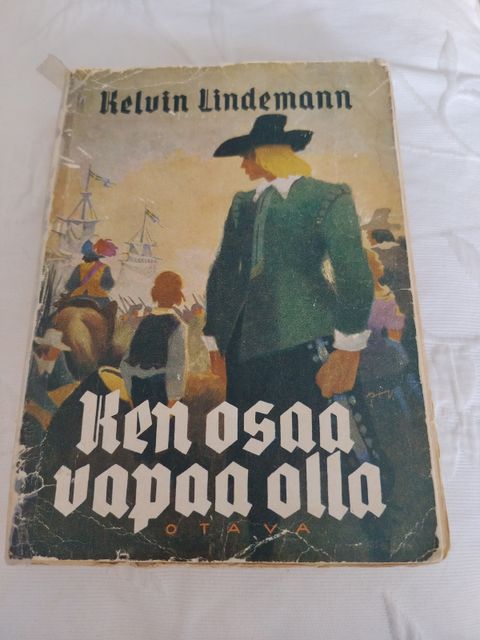 Kelvin Lindemann
Ken osaa
vapaa olla
OTAVA